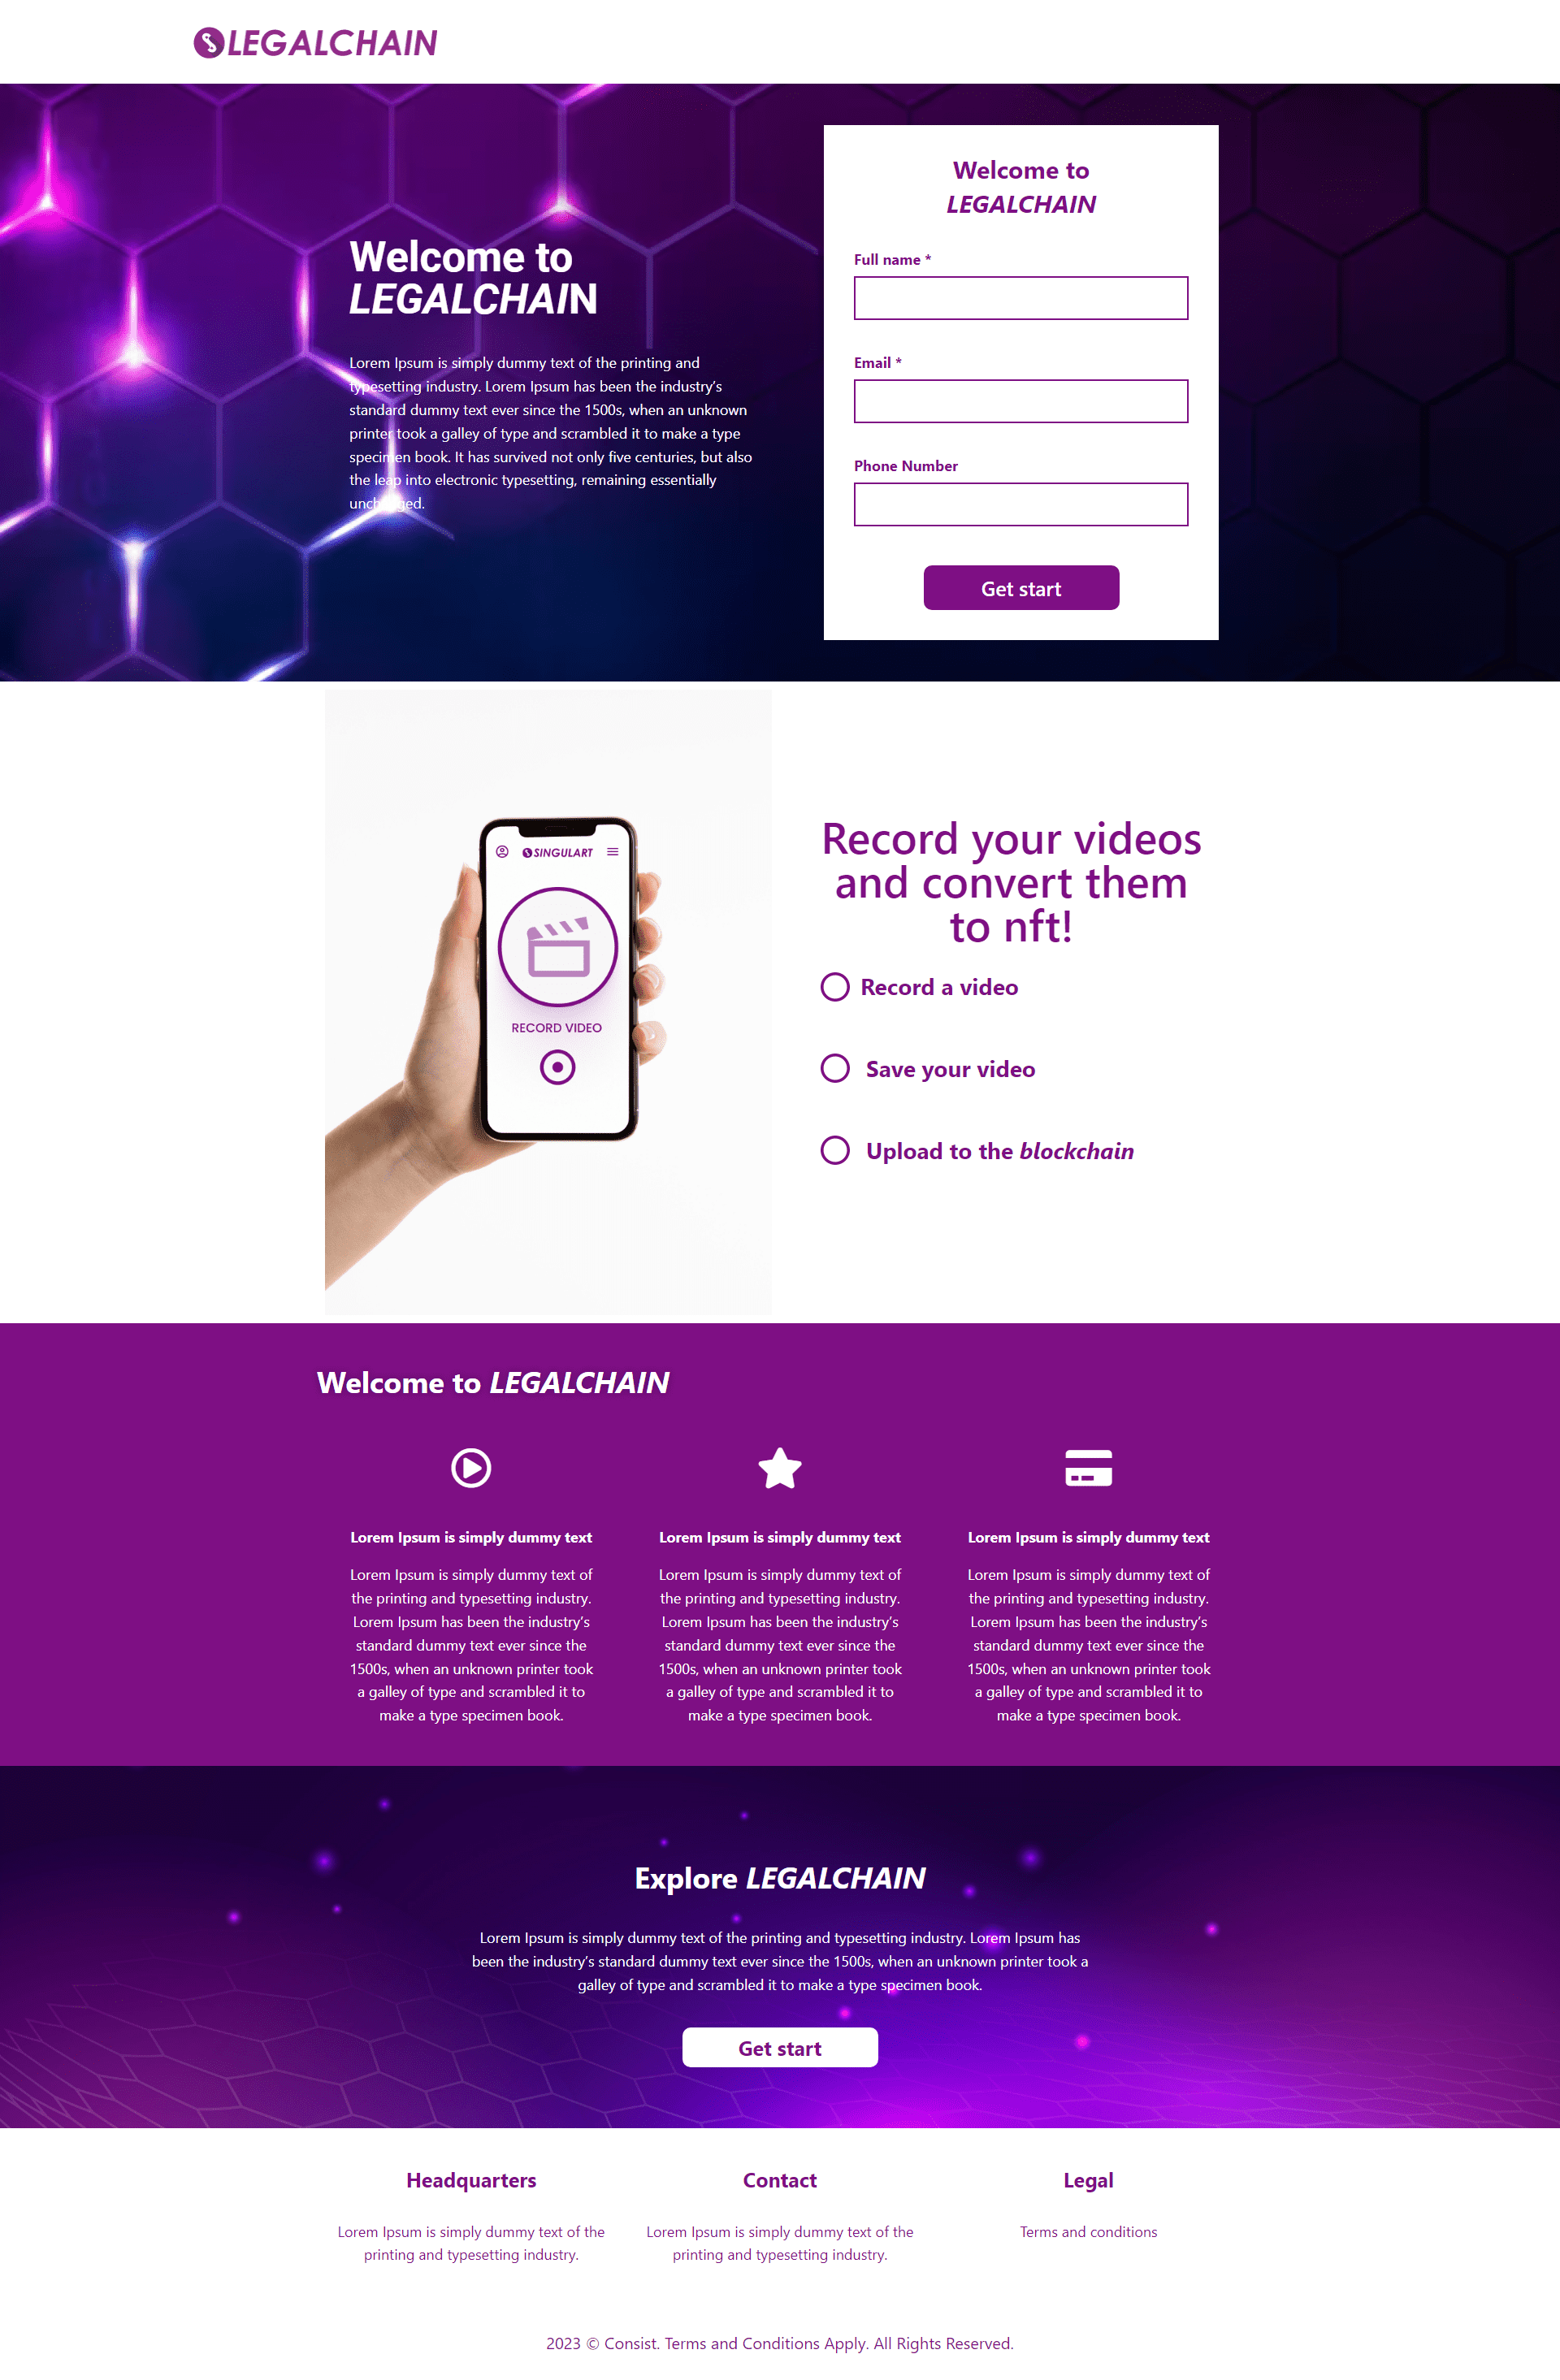 LEGALCHAIN
Welcome to
LEGALCHAIN
Lorem Ipsum is simply dummy text of the printing and
typesetting industry. Lorem Ipsum has been the industry’s
standard dummy text ever since the 1500s, when an unknown
printer took a galley of type and scrambled it to make a type
specimen book. It has survived not only five centuries, but also
the leap into electronic typesetting, remaining essentially
unchanged.
Welcome to
LEGALCHAIN
Full name *
Email *
Phone Number
Get start
SINGULART
RECORD VIDEO
Record your videos
and convert them
to nft!
Record a video
Save your video
Upload to the blockchain
Welcome to LEGALCHAIN
Lorem Ipsum is simply dummy text
Lorem Ipsum is simply dummy text of
the printing and typesetting industry.
Lorem Ipsum has been the industry’s
standard dummy text ever since the
1500s, when an unknown printer took
a galley of type and scrambled it to
make a type specimen book.
Lorem Ipsum is simply dummy text
Lorem Ipsum is simply dummy text of
the printing and typesetting industry.
Lorem Ipsum has been the industry’s
standard dummy text ever since the
1500s, when an unknown printer took
a galley of type and scrambled it to
make a type specimen book.
Lorem Ipsum is simply dummy text
Lorem Ipsum is simply dummy text of
the printing and typesetting industry.
Lorem Ipsum has been the industry’s
standard dummy text ever since the
1500s, when an unknown printer took
a galley of type and scrambled it to
make a type specimen book.
Explore LEGALCHAIN
Lorem Ipsum is simply dummy text of the printing and typesetting industry. Lorem Ipsum has
been the industry’s standard dummy text ever since the 1500s, when an unknown printer took a
galley of type and scrambled it to make a type specimen book.
Get start
Headquarters
Lorem Ipsum is simply dummy text of the
printing and typesetting industry.
Contact
Lorem Ipsum is simply dummy text of the
printing and typesetting industry.
Legal
Terms and conditions
2023 © Consist. Terms and Conditions Apply. All Rights Reserved.